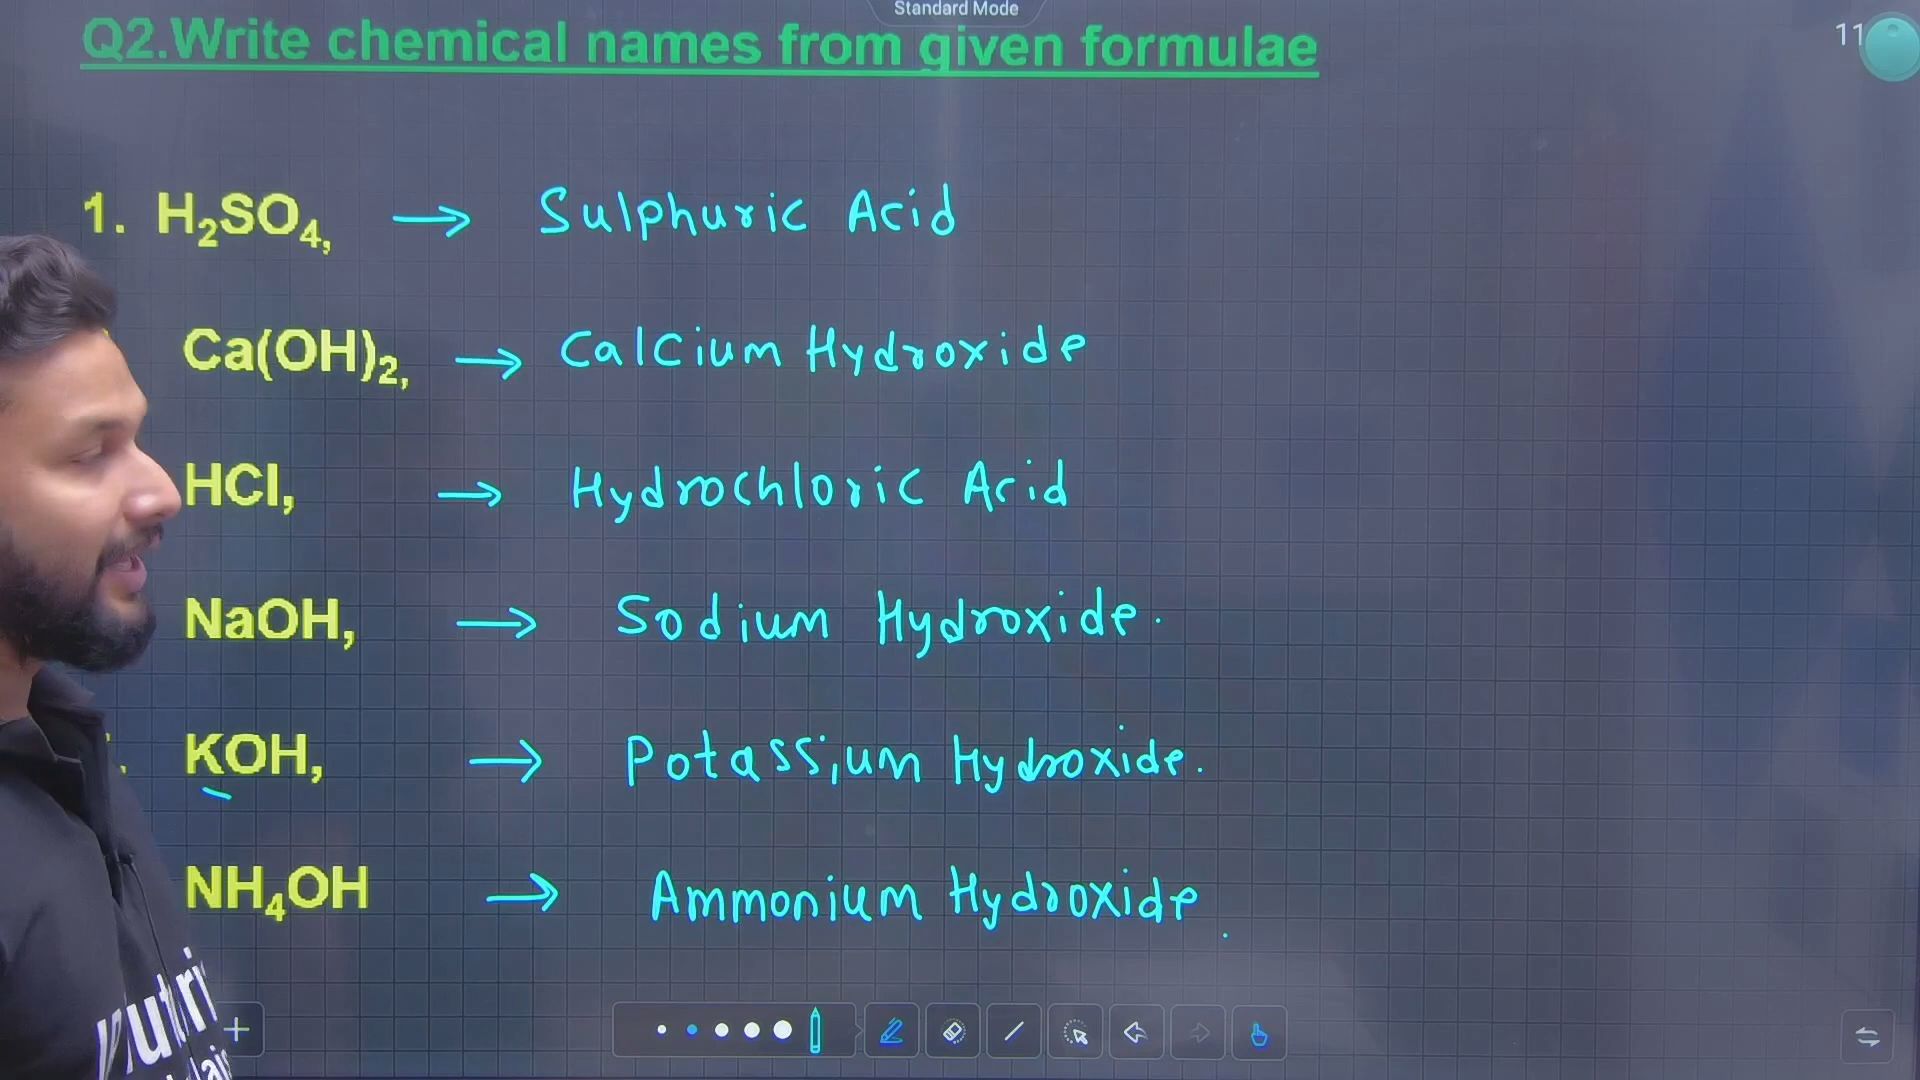 Standard Mode
Q2.Write chemical names from given formulae
11
1. H₂SO₄, → Sulphuric Acid
Ca(OH)₂, → Calcium Hydroxide
HCl, → Hydrochloric Acid
NaOH, → Sodium Hydroxide.
KOH, → Potassium Hydroxide.
NH₄OH → Ammonium Hydroxide.